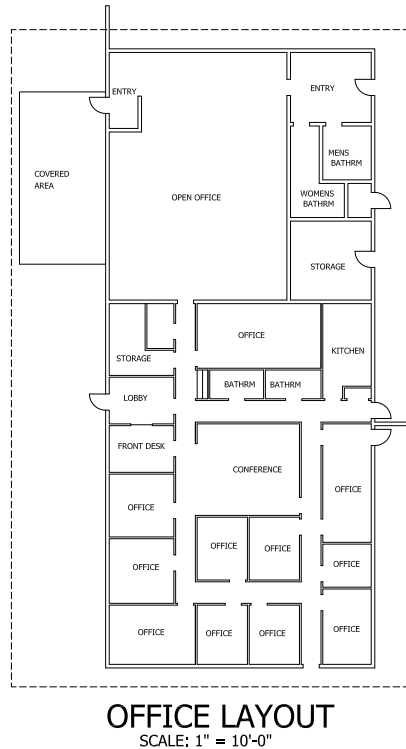 ENTRY
ENTRY
MENS
BATHRM
COVERED
AREA
OPEN OFFICE
WOMENS
BATHRM
STORAGE
OFFICE
KITCHEN
STORAGE
BATHRM
BATHRM
LOBBY
FRONT DESK
CONFERENCE
OFFICE
OFFICE
OFFICE
OFFICE
OFFICE
OFFICE
OFFICE
OFFICE
OFFICE
OFFICE
OFFICE LAYOUT
SCALE: 1" = 10'-0"